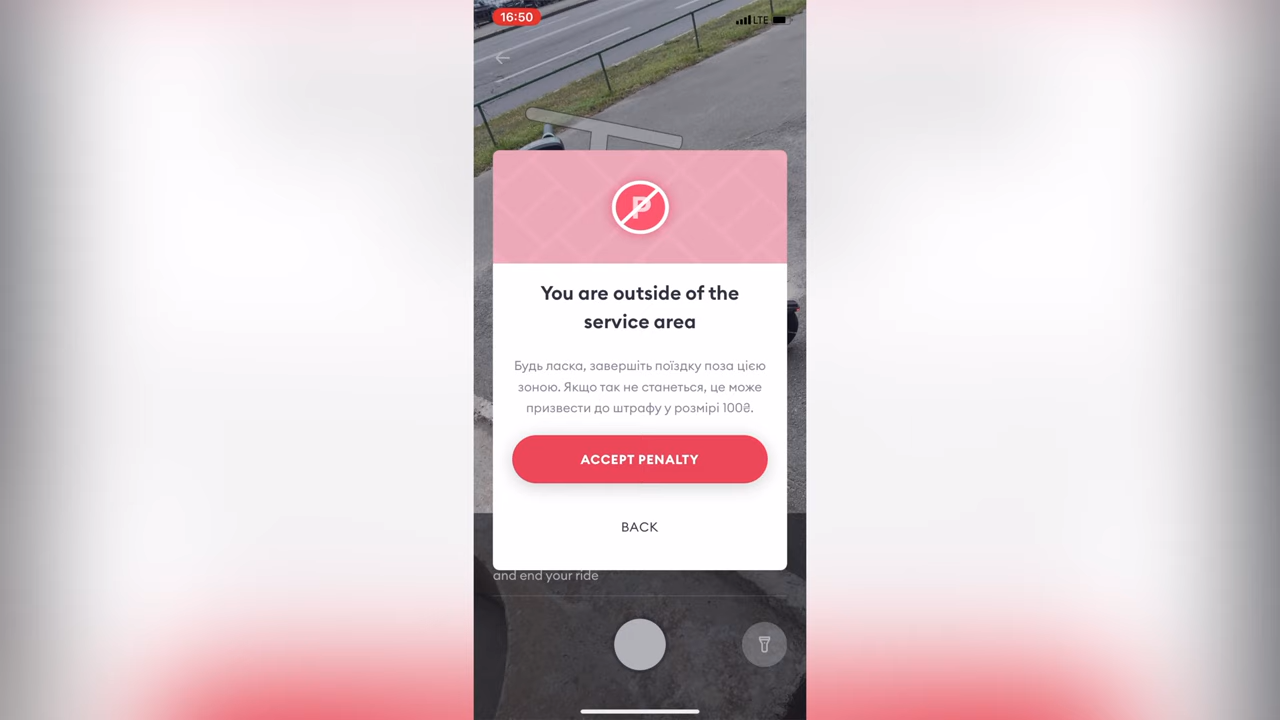 16:50
LTE
P
You are outside of the
service area
Будь ласка, завершіть поїздку поза цією
зоною. Якщо так не станеться, це може
призвести до штрафу у розмірі 100₴.
ACCEPT PENALTY
BACK
and end your ride